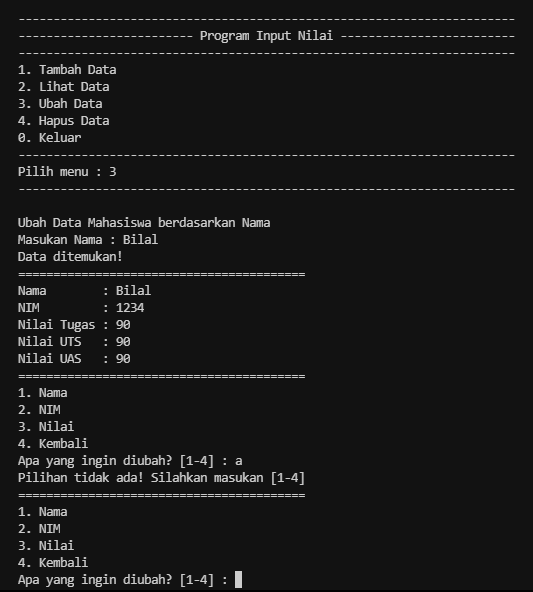 -----------------------------------------------------------------------
------------------------- Program Input Nilai -------------------------
-----------------------------------------------------------------------
1. Tambah Data
2. Lihat Data
3. Ubah Data
4. Hapus Data
0. Keluar
-----------------------------------------------------------------------
Pilih menu : 3
-----------------------------------------------------------------------
Ubah Data Mahasiswa berdasarkan Nama
Masukan Nama : Bilal
Data ditemukan!
=========================================
Nama        : Bilal
NIM         : 1234
Nilai Tugas : 90
Nilai UTS   : 90
Nilai UAS   : 90
=========================================
1. Nama
2. NIM
3. Nilai
4. Kembali
Apa yang ingin diubah? [1-4] : a
Pilihan tidak ada! Silahkan masukan [1-4]
=========================================
1. Nama
2. NIM
3. Nilai
4. Kembali
Apa yang ingin diubah? [1-4] :